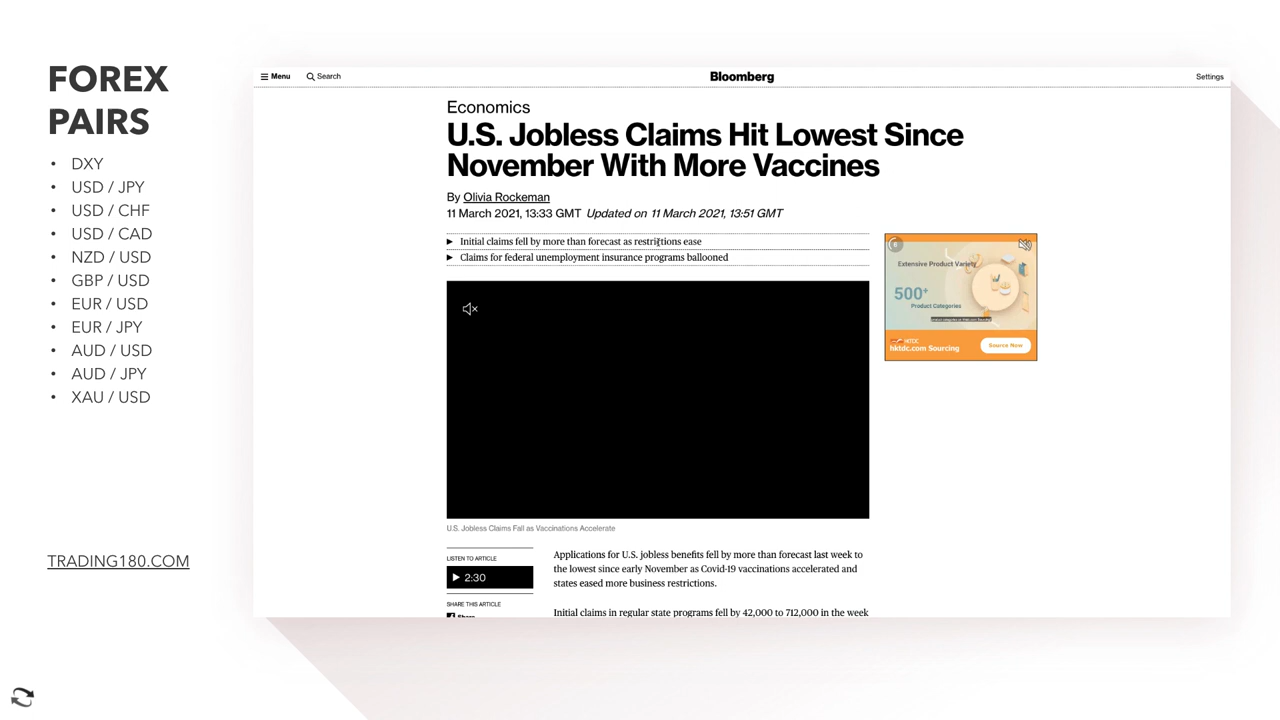 FOREX
PAIRS
• DXY
• USD / JPY
• USD / CHF
• USD / CAD
• NZD / USD
• GBP / USD
• EUR / USD
• EUR / JPY
• AUD / USD
• AUD / JPY
• XAU / USD
TRADING180.COM
Menu
Search
Bloomberg
Settings
Economics
U.S. Jobless Claims Hit Lowest Since
November With More Vaccines
By Olivia Rockeman
11 March 2021, 13:33 GMT Updated on 11 March 2021, 13:51 GMT
Initial claims fell by more than forecast as restrictions ease
Claims for federal unemployment insurance programs ballooned
Extensive Product Variety
500+
Product Categories
HKTDC
hktdc.com Sourcing
Source Now
U.S. Jobless Claims Fall as Vaccinations Accelerate
LISTEN TO ARTICLE
2:30
SHARE THIS ARTICLE
Share
Applications for U.S. jobless benefits fell by more than forecast last week to
the lowest since early November as Covid-19 vaccinations accelerated and
states eased more business restrictions.
Initial claims in regular state programs fell by 42,000 to 712,000 in the week